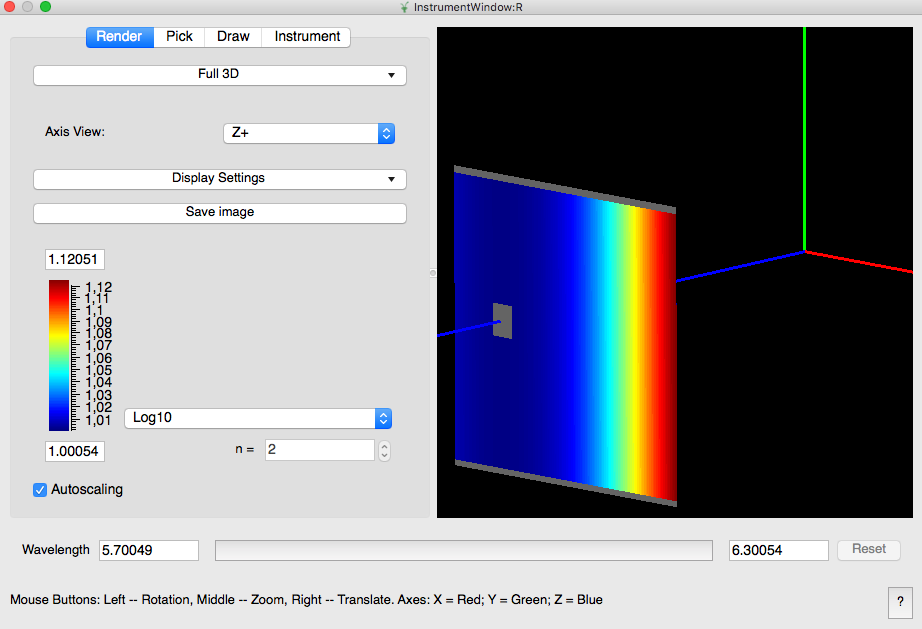 InstrumentWindow:R
Render Pick Draw Instrument
Full 3D
Axis View: Z+
Display Settings
Save image
1.12051
1,12
1,11
1,1
1,09
1,08
1,07
1,06
1,05
1,04
1,03
1,02
1,01
Log10
1.00054
n = 2
Autoscaling
Wavelength 5.70049 6.30054 Reset
Mouse Buttons: Left -- Rotation, Middle -- Zoom, Right -- Translate. Axes: X = Red; Y = Green; Z = Blue
?